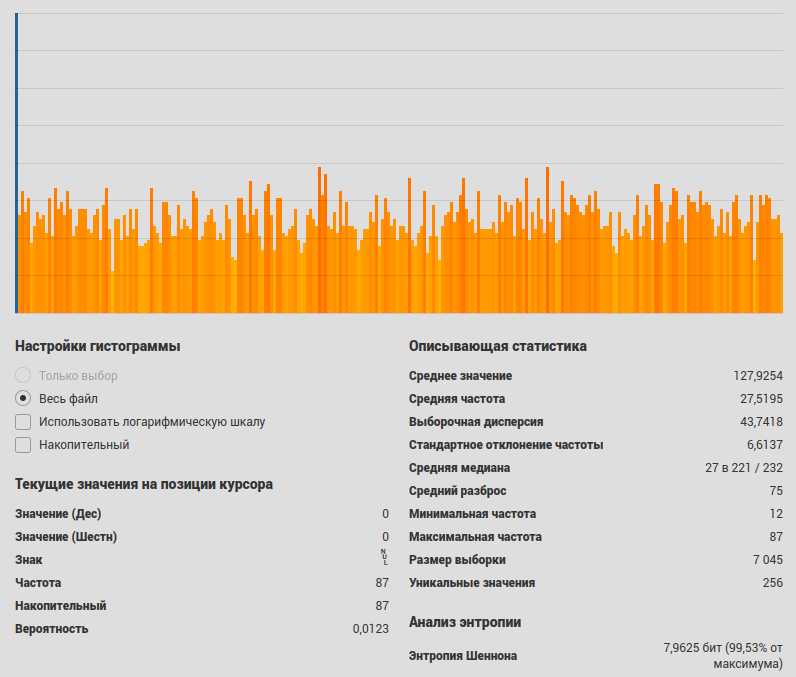 Настройки гистограммы
Только выбор
Весь файл
Использовать логарифмическую шкалу
Накопительный
Текущие значения на позиции курсора
Значение (Дес) 0
Значение (Шестн) 0
Знак NUL
Частота 87
Накопительный 87
Вероятность 0,0123
Описывающая статистика
Среднее значение 127,9254
Средняя частота 27,5195
Выборочная дисперсия 43,7418
Стандартное отклонение частоты 6,6137
Средняя медиана 27 в 221 / 232
Средний разброс 75
Минимальная частота 12
Максимальная частота 87
Размер выборки 7 045
Уникальные значения 256
Анализ энтропии
Энтропия Шеннона 7,9625 бит (99,53% от
максимума)